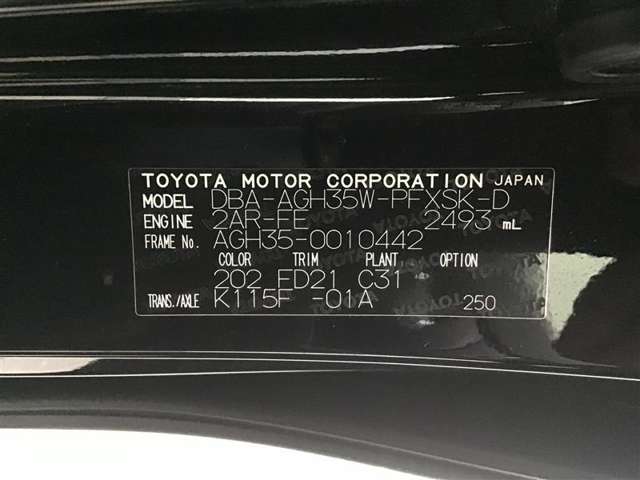 TOYOTA MOTOR CORPORATION JAPAN
MODEL DBA-AGH35W-PFXSK-D
ENGINE 2AR-FE 2493 mL
FRAME No. AGH35-0010442
COLOR TRIM PLANT OPTION
202 FD21 C31
TRANS./AXLE K115F -01A 250